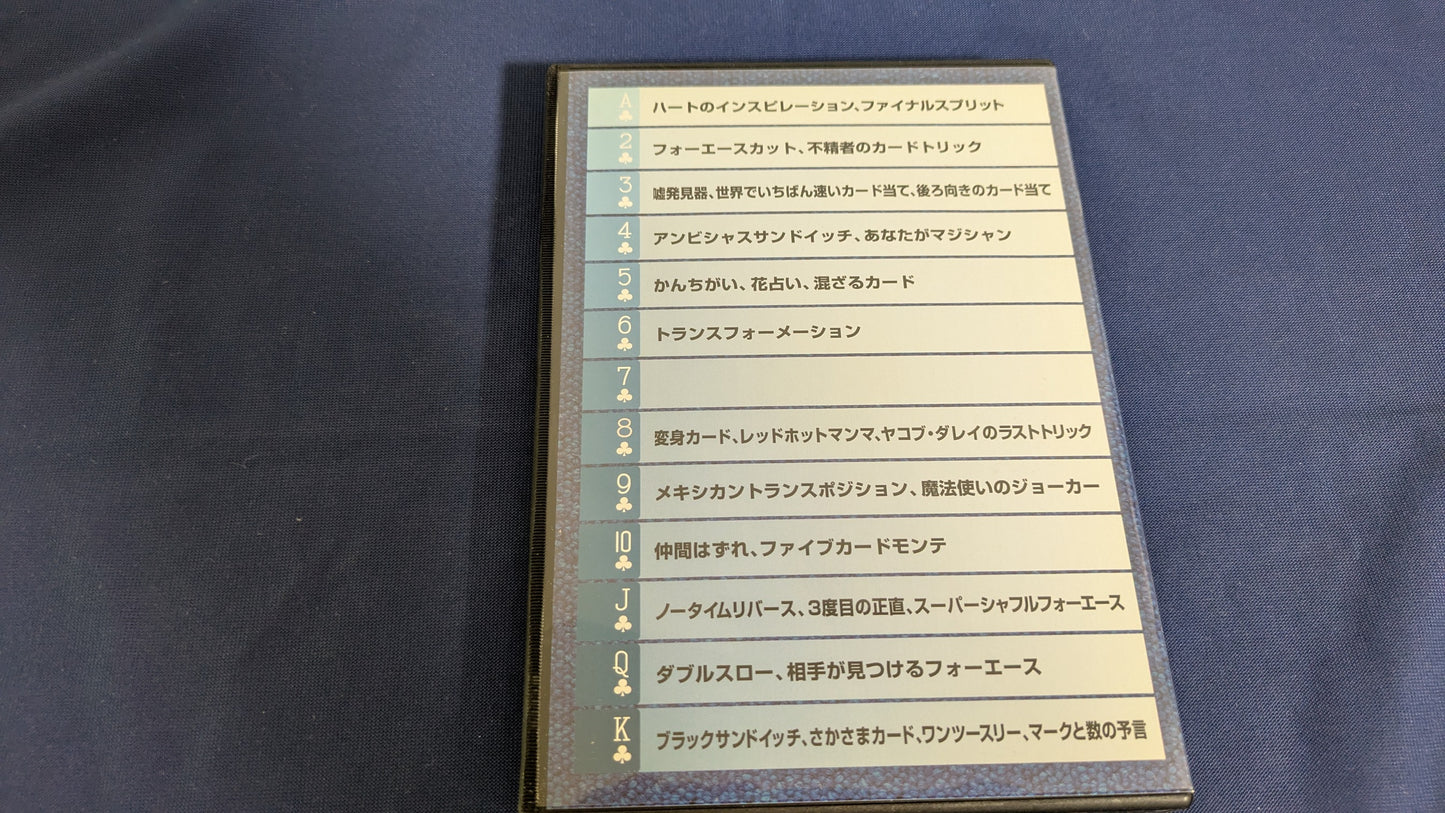 A♣ ハートのインスピレーション、ファイナルスプリット
2♣ フォーエースカット、不精者のカードトリック
3♣ 嘘発見器、世界でいちばん速いカード当て、後ろ向きのカード当て
4♣ アンビシャスサンドイッチ、あなたがマジシャン
5♣ かんちがい、花占い、混ざるカード
6♣ トランスフォーメーション
7♣
8♣ 変身カード、レッドホットマンマ、ヤコブ・ダレイのラストトリック
9♣ メキシカントランスポジション、魔法使いのジョーカー
10♣ 仲間はずれ、ファイブカードモンテ
J♣ ノータイムリバース、3度目の正直、スーパーシャフルフォーエース
Q♣ ダブルスロー、相手が見つけるフォーエース
K♣ ブラックサンドイッチ、さかさまカード、ワンツースリー、マークと数の予言